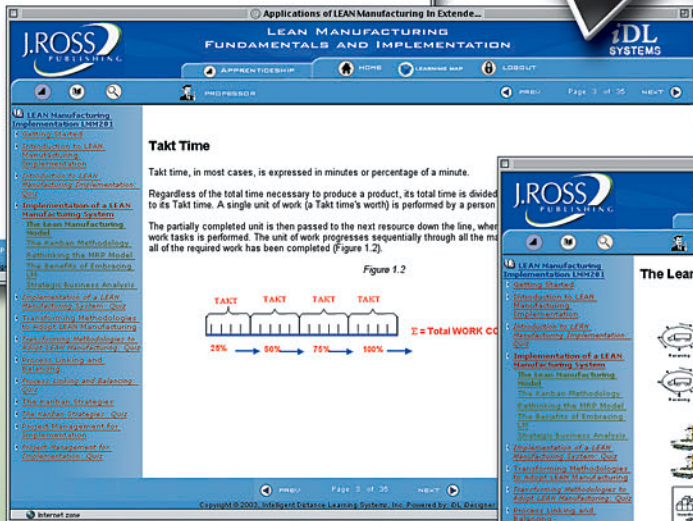 Applications of LEAN Manufacturing In Extende...
J.ROSS
PUBLISHING
LEAN MANUFACTURING
FUNDAMENTALS AND IMPLEMENTATION
iDL
SYSTEMS
APPRENTICESHIP
HOME
LEARNING MAP
LOGOUT
PROFESSOR
PREV
Page 3 of 35
NEXT
LEAN Manufacturing
Implementation LMM201
Getting Started
Introduction to LEAN
Manufacturing
Implementation
Introduction to LEAN
Manufacturing Implementation:
Quiz
Implementation of a LEAN
Manufacturing System
The Lean Manufacturing
Model
The Kanban Methodology
Rethinking the MRP Model
The Benefits of Embracing
LM
Strategic Business Analysis
Implementation of a LEAN
Manufacturing System: Quiz
Transforming Methodologies
to Adopt LEAN Manufacturing
Transforming Methodologies to
Adopt LEAN Manufacturing: Quiz
Process Linking and
Balancing
Process Linking and Balancing:
Quiz
The Kanban Strategies
The Kanban Strategies: Quiz
Project Management for
Implementation
Project Management for
Implementation: Quiz
Takt Time
Takt time, in most cases, is expressed in minutes or percentage of a minute.
Regardless of the total time necessary to produce a product, its total time is divided
to its Takt time. A single unit of work (a Takt time's worth) is performed by a person
The partially completed unit is then passed to the next resource down the line, wher
work tasks is performed. The unit of work progresses sequentially through all the ma
all of the required work has been completed (Figure 1.2).
Figure 1.2
TAKT TAKT TAKT TAKT
Σ = Total WORK CO
25% 50% 75% 100%
PREV
Page 3 of 35
NEXT
Copyright © 2003, Intelligent Distance Learning Systems, Inc. Powered by: iDL Designer
Internet zone
J.ROSS
PUBLISHING
LEAN Manufacturing
Implementation LMM201
Getting Started
Introduction to LEAN
Manufacturing
Implementation
Introduction to LEAN
Manufacturing Implementation:
Quiz
Implementation of a LEAN
Manufacturing System
The Lean Manufacturing
Model
The Kanban Methodology
Rethinking the MRP Model
The Benefits of Embracing
LM
Strategic Business Analysis
Implementation of a LEAN
Manufacturing System: Quiz
Transforming Methodologies
to Adopt LEAN Manufacturing
Transforming Methodologies to
Adopt LEAN Manufacturing: Quiz
Process Linking and
Balancing
The Lean
Receiving
Receiving